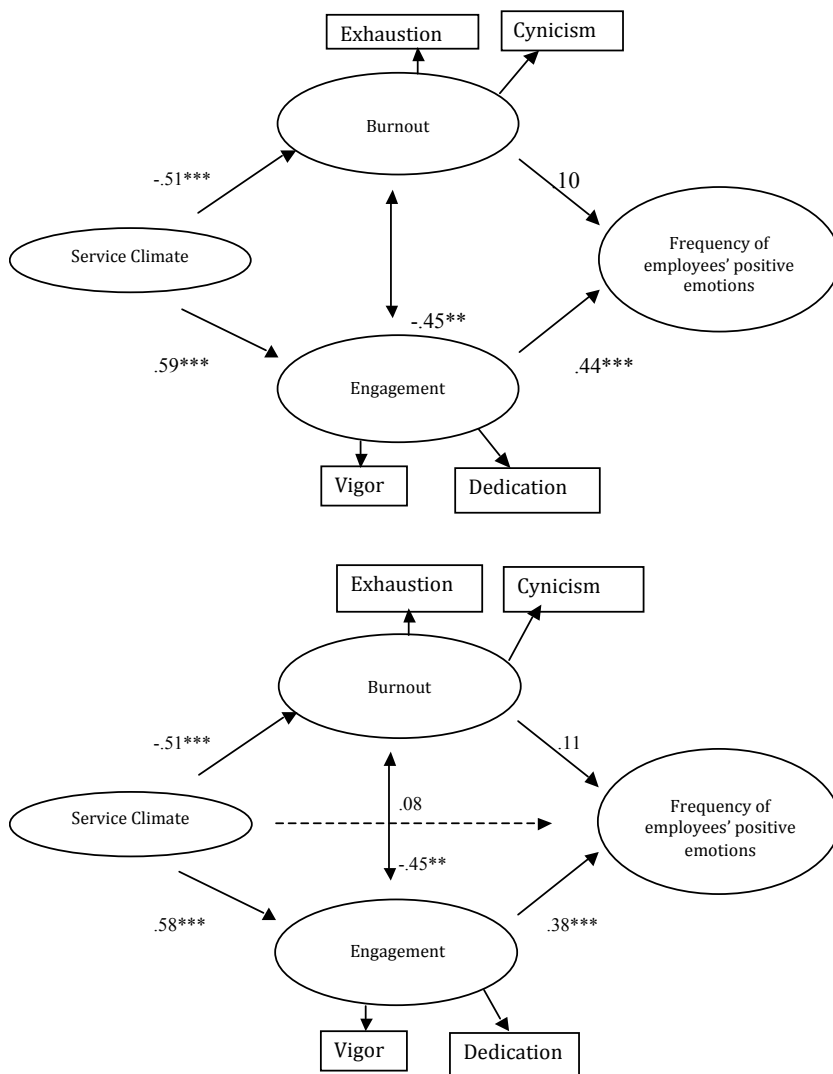 Exhaustion
Cynicism
Burnout
-.51***
.10
Service Climate
Frequency of
employees' positive
emotions
-.45**
.59***
.44***
Engagement
Vigor
Dedication
Exhaustion
Cynicism
Burnout
-.51***
.11
.08
Service Climate
Frequency of
employees' positive
emotions
-.45**
.58***
.38***
Engagement
Vigor
Dedication